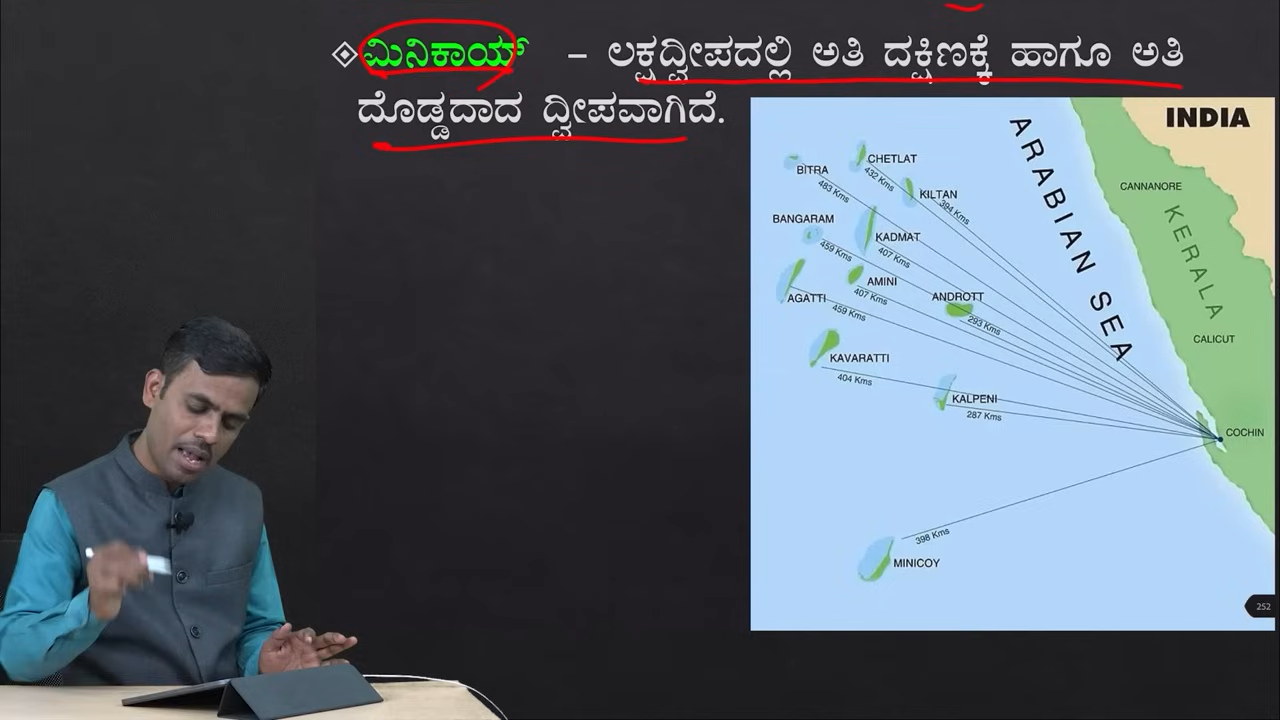 ಮಿನಿಕಾಯ್ – ಲಕ್ಷದ್ವೀಪದಲ್ಲಿ ಅತಿ ದಕ್ಷಿಣಕ್ಕೆ ಹಾಗೂ ಅತಿ
ದೊಡ್ಡದಾದ ದ್ವೀಪವಾಗಿದೆ.
INDIA
ARABIAN SEA
CHETLAT
432 Kms
BITRA
483 Kms
CANNANORE
KILTAN
394 Kms
KERALA
BANGARAM
459 Kms
KADMAT
407 Kms
AMINI
407 Kms
AGATTI
459 Kms
ANDROTT
293 Kms
CALICUT
KAVARATTI
404 Kms
KALPENI
287 Kms
COCHIN
398 Kms
MINICOY
252